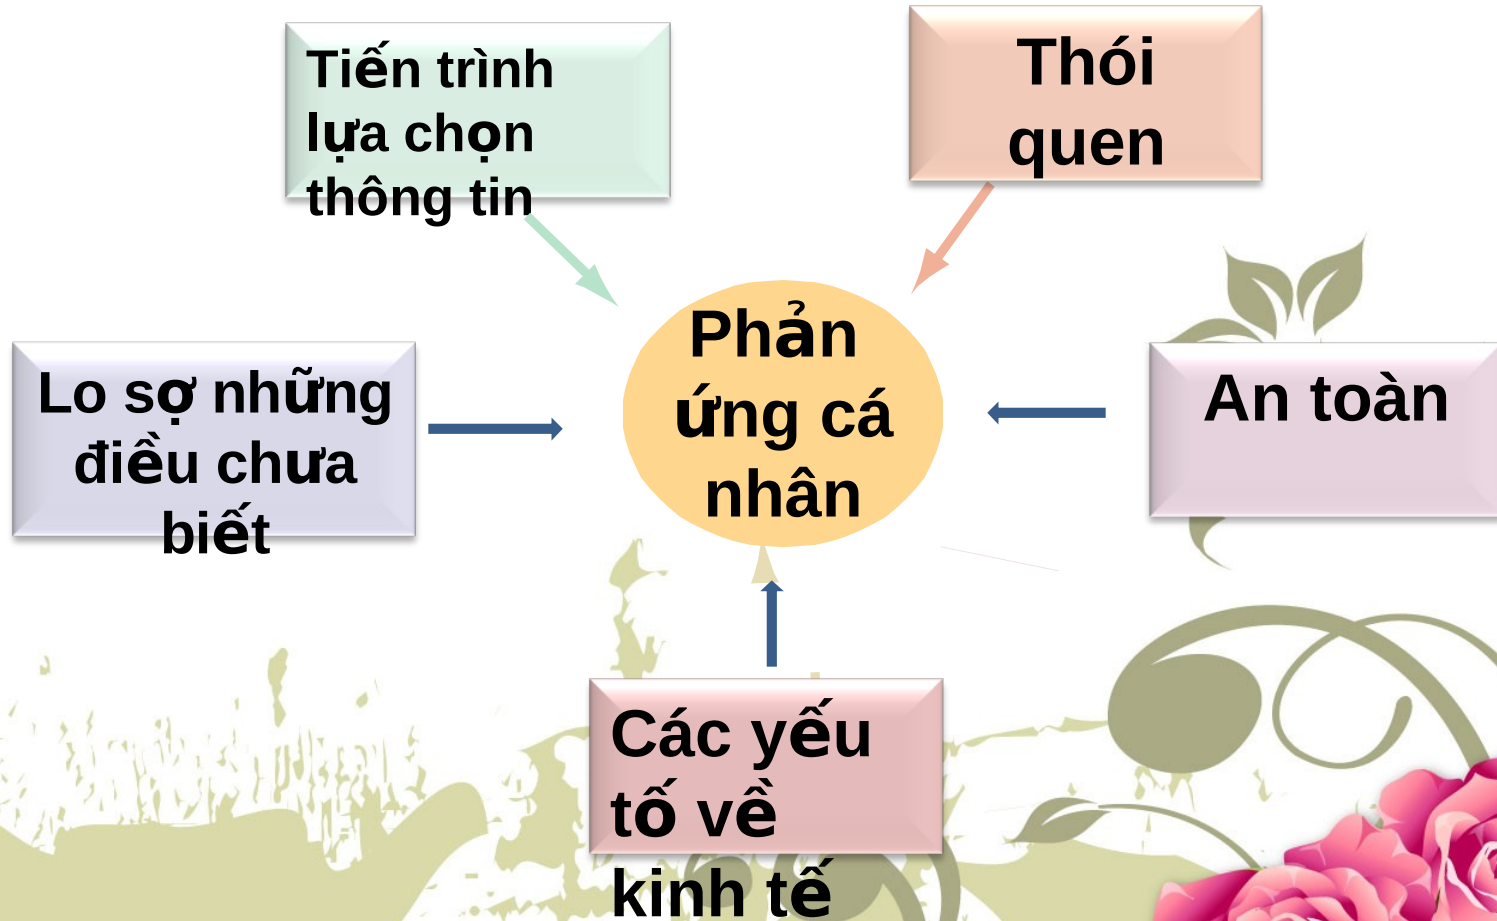 Tiến trình
lựa chọn
thông tin
Thói
quen
Lo sợ những
điều chưa
biết
Phản
ứng cá
nhân
An toàn
Các yếu
tố về
kinh tế